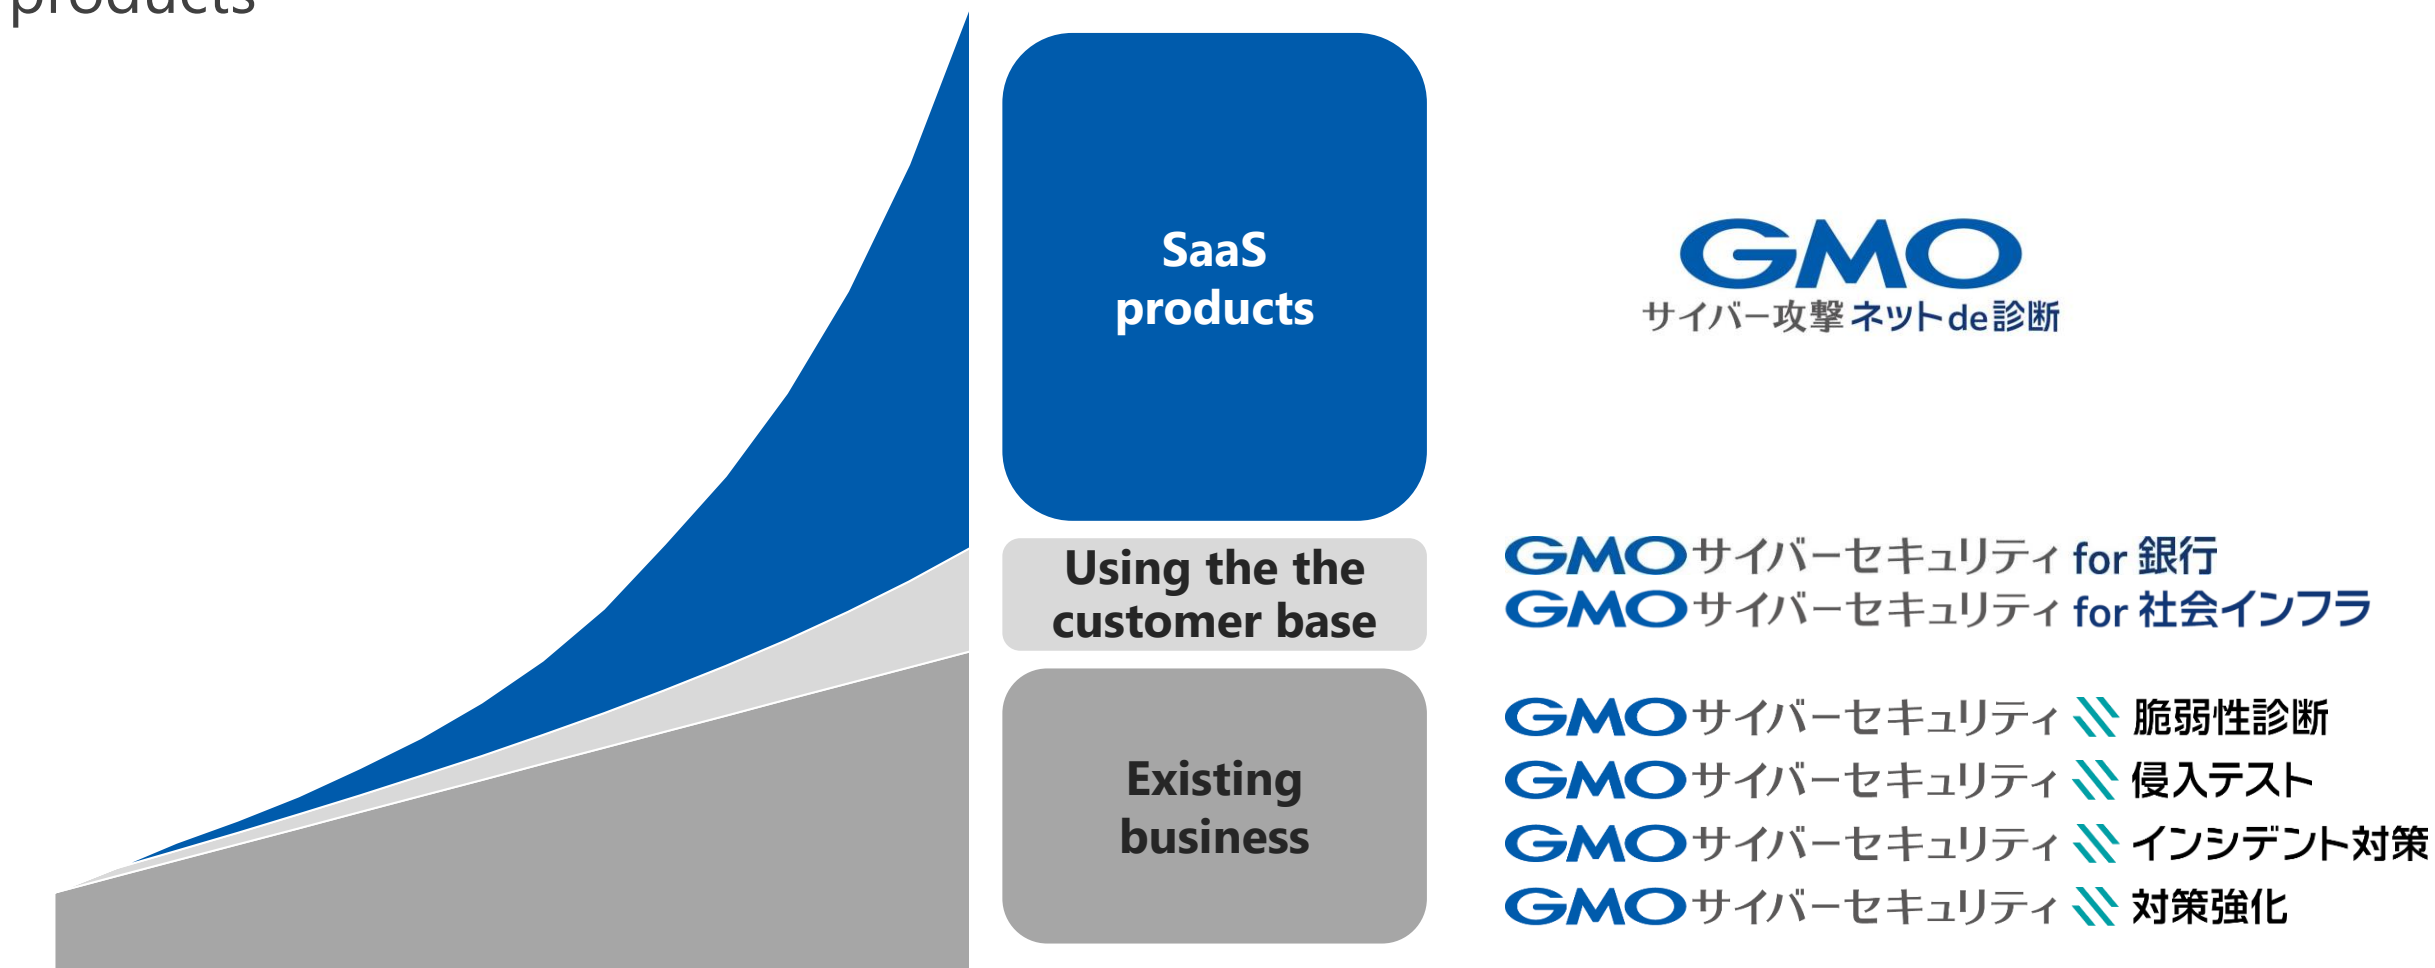 products
SaaS
products
GMO
サイバー攻撃 ネットde診断
Using the the
customer base
GMOサイバーセキュリティ for 銀行
GMOサイバーセキュリティ for 社会インフラ
Existing
business
GMOサイバーセキュリティ 脆弱性診断
GMOサイバーセキュリティ 侵入テスト
GMOサイバーセキュリティ インシデント対策
GMOサイバーセキュリティ 対策強化